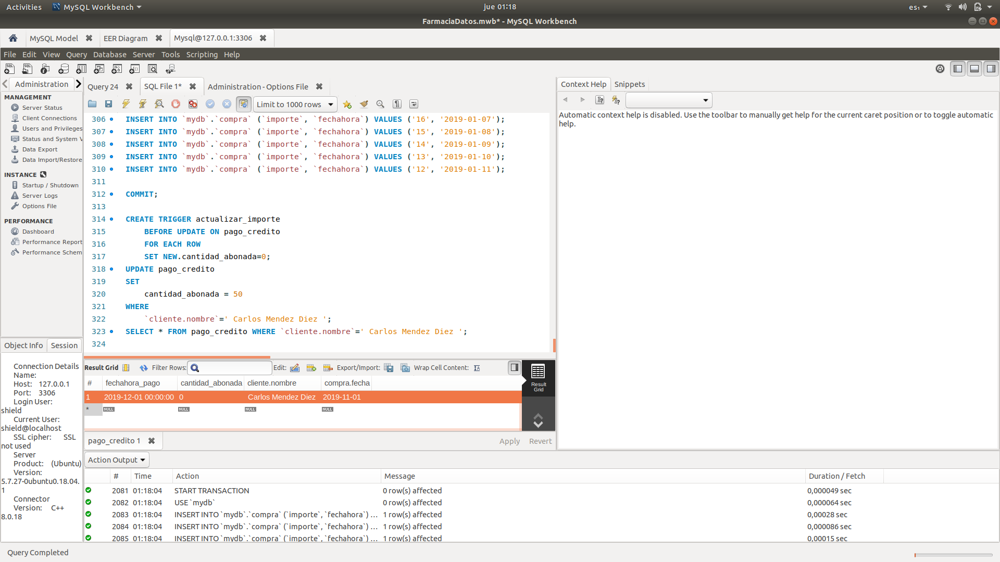 Activities MySQL Workbench jue 01:18 es₁
FarmaciaDatos.mwb* - MySQL Workbench
MySQL Model EER Diagram Mysql@127.0.0.1:3306
File Edit View Query Database Server Tools Scripting Help
Administration
MANAGEMENT
Server Status
Client Connections
Users and Privileges
Status and System V
Data Export
Data Import/Restore
INSTANCE
Startup / Shutdown
Server Logs
Options File
PERFORMANCE
Dashboard
Performance Report
Performance Schem
Object Info Session
Connection Details
Name:
Host: 127.0.0.1
Port: 3306
Login User:
shield
Current User:
shield@localhost
SSL cipher: SSL
not used
Server
Product: (Ubuntu)
Version:
5.7.27-0ubuntu0.18.04.
1
Connector
Version: C++
8.0.18
Query 24 SQL File 1* Administration - Options File
Limit to 1000 rows
306 INSERT INTO `mydb`.`compra` (`importe`, `fechahora`) VALUES ('16', '2019-01-07');
307 INSERT INTO `mydb`.`compra` (`importe`, `fechahora`) VALUES ('15', '2019-01-08');
308 INSERT INTO `mydb`.`compra` (`importe`, `fechahora`) VALUES ('14', '2019-01-09');
309 INSERT INTO `mydb`.`compra` (`importe`, `fechahora`) VALUES ('13', '2019-01-10');
310 INSERT INTO `mydb`.`compra` (`importe`, `fechahora`) VALUES ('12', '2019-01-11');
311
312 COMMIT;
313
314 CREATE TRIGGER actualizar_importe
315 BEFORE UPDATE ON pago_credito
316 FOR EACH ROW
317 SET NEW.cantidad_abonada=0;
318 UPDATE pago_credito
319 SET
320 cantidad_abonada = 50
321 WHERE
322 `cliente.nombre`=' Carlos Mendez Diez ';
323 SELECT * FROM pago_credito WHERE `cliente.nombre`=' Carlos Mendez Diez ';
324
Result Grid Filter Rows: Edit: Export/Import: Wrap Cell Content:
# fechahora_pago cantidad_abonada cliente.nombre compra.fecha
1 2019-12-01 00:00:00 0 Carlos Mendez Diez 2019-11-01
* NULL NULL NULL NULL
Result
Grid
pago_credito 1 Apply Revert
Context Help Snippets
Automatic context help is disabled. Use the toolbar to manually get help for the current caret position or to toggle automatic
help.
Action Output
# Time Action Message Duration / Fetch
2081 01:18:04 START TRANSACTION 0 row(s) affected 0,000049 sec
2082 01:18:04 USE `mydb` 0 row(s) affected 0,000064 sec
2083 01:18:04 INSERT INTO `mydb`.`compra` (`importe`, `fechahora`) ... 1 row(s) affected 0,00028 sec
2084 01:18:04 INSERT INTO `mydb`.`compra` (`importe`, `fechahora`) ... 1 row(s) affected 0,000086 sec
2085 01:18:04 INSERT INTO `mydb`.`compra` (`importe`, `fechahora`) ... 1 row(s) affected 0,00015 sec
Query Completed